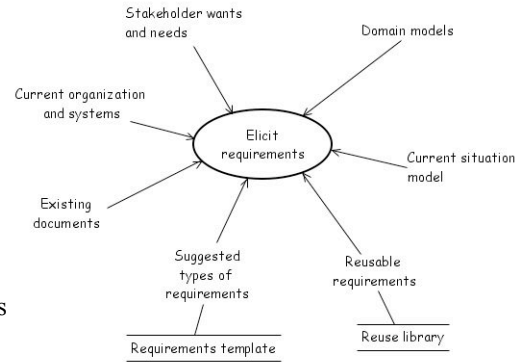 Stakeholder wants
and needs
Domain models
Current organization
and systems
Elicit
requirements
Current situation
model
Existing
documents
Suggested
types of
requirements
Reusable
requirements
s
Requirements template
Reuse library